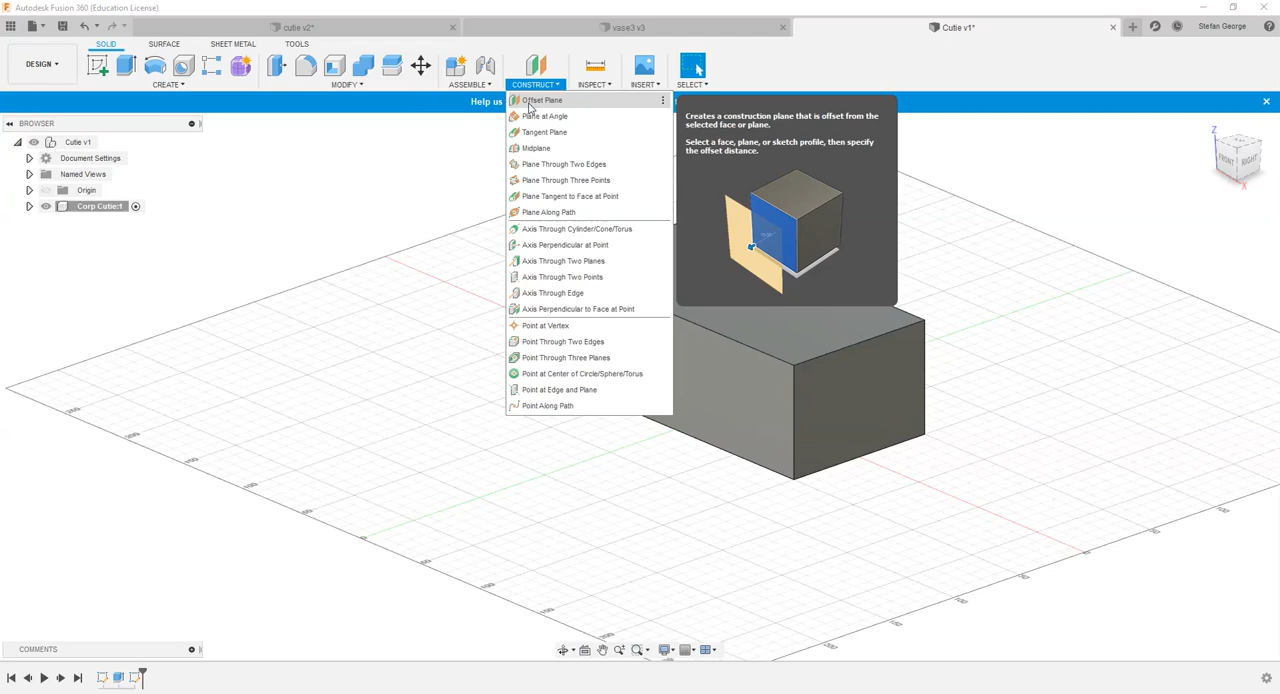 Autodesk Fusion 360 (Education License)
cutie v2*
vase3 v3
Cutie v1*
Stefan George
SOLID
SURFACE
SHEET METAL
TOOLS
DESIGN
CREATE
MODIFY
ASSEMBLE
CONSTRUCT
INSPECT
INSERT
SELECT
Help us
BROWSER
Cutie v1
Document Settings
Named Views
Origin
Corp Cutie:1
Offset Plane
Plane at Angle
Tangent Plane
Midplane
Plane Through Two Edges
Plane Through Three Points
Plane Tangent to Face at Point
Plane Along Path
Axis Through Cylinder/Cone/Torus
Axis Perpendicular at Point
Axis Through Two Planes
Axis Through Two Points
Axis Through Edge
Axis Perpendicular to Face at Point
Point at Vertex
Point Through Two Edges
Point Through Three Planes
Point at Center of Circle/Sphere/Torus
Point at Edge and Plane
Point Along Path
Creates a construction plane that is offset from the
selected face or plane.
Select a face, plane, or sketch profile, then specify
the offset distance.
Z
FRONT
RIGHT
X
COMMENTS